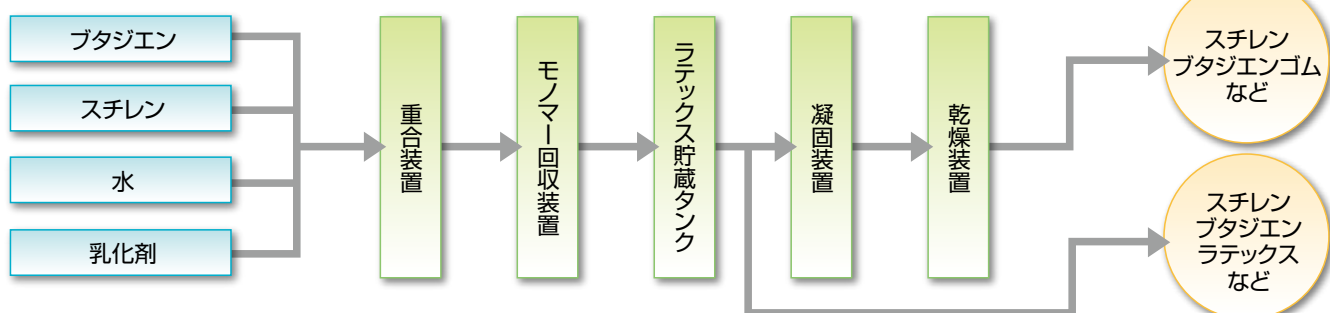 ブタジエン
スチレン
水
乳化剤
重合装置
モノマー回収装置
ラテックス貯蔵タンク
凝固装置
乾燥装置
スチレン
ブタジエンゴム
など
スチレン
ブタジエン
ラテックス
など